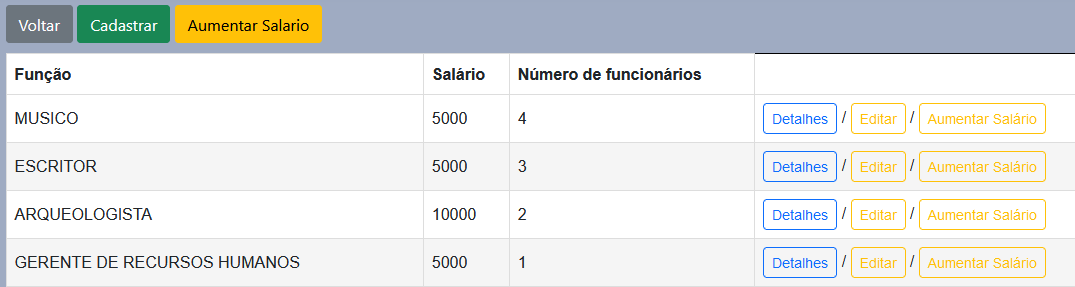 Voltar Cadastrar Aumentar Salario
Função Salário Número de funcionários
MUSICO 5000 4 Detalhes / Editar / Aumentar Salário
ESCRITOR 5000 3 Detalhes / Editar / Aumentar Salário
ARQUEOLOGISTA 10000 2 Detalhes / Editar / Aumentar Salário
GERENTE DE RECURSOS HUMANOS 5000 1 Detalhes / Editar / Aumentar Salário